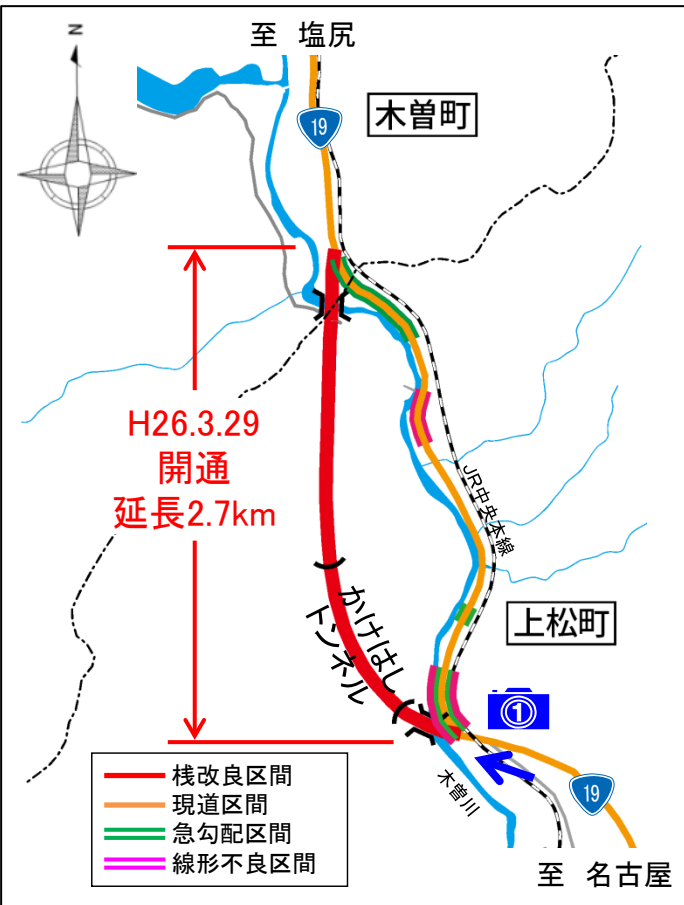 N
至 塩尻
19
木曽町
H26.3.29
開通
延長2.7km
JR中央本線
かけはし
トンネル
上松町
①
木曽川
19
至 名古屋
桟改良区間
現道区間
急勾配区間
線形不良区間